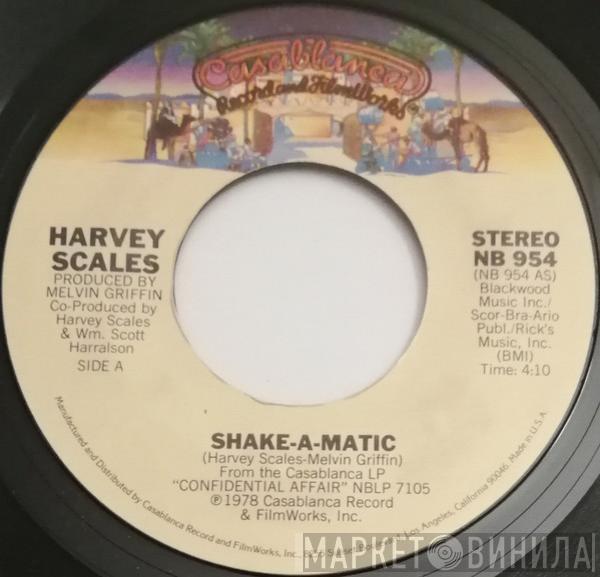 Casablanca
Record and FilmWorks
HARVEY
SCALES
PRODUCED BY
MELVIN GRIFFIN
Co-Produced by
Harvey Scales
& Wm. Scott
Harralson
SIDE A
STEREO
NB 954
(NB 954 AS)
Blackwood
Music Inc./
Scor-Bra-Ario
Publ./Rick's
Music, Inc.
(BMI)
Time: 4:10
SHAKE-A-MATIC
(Harvey Scales-Melvin Griffin)
From the Casablanca LP
"CONFIDENTIAL AFFAIR" NBLP 7105
℗1978 Casablanca Record
& FilmWorks, Inc.
Manufactured and Distributed by Casablanca Record and FilmWorks, Inc., 8255 Sunset Boulevard, Los Angeles, California 90046. Made in U.S.A.
МАРКЕТ ВИНИЛА